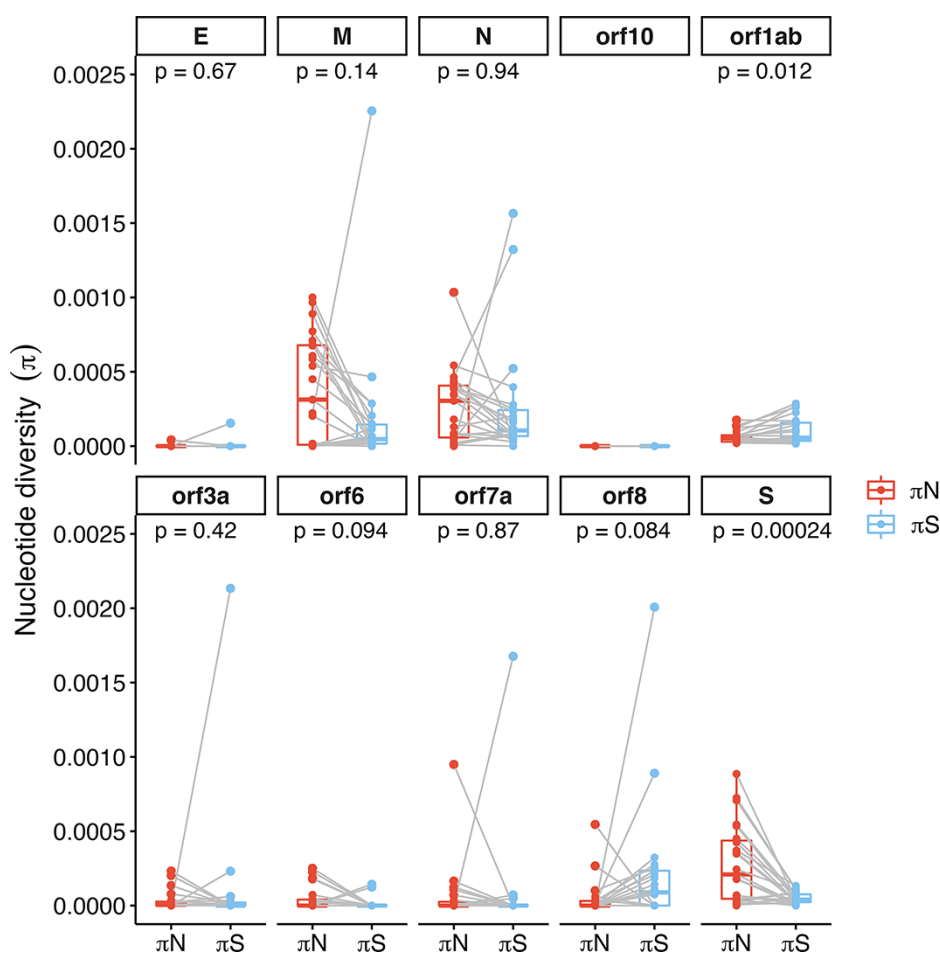 E M N orf10 orf1ab
p = 0.67 p = 0.14 p = 0.94 p = 0.012
0.0025
0.0020
0.0015
0.0010
0.0005
0.0000
Nucleotide diversity (π)
orf3a orf6 orf7a orf8 S
p = 0.42 p = 0.094 p = 0.87 p = 0.084 p = 0.00024
0.0025
0.0020
0.0015
0.0010
0.0005
0.0000
πN πS πN πS πN πS πN πS πN πS
πN
πS